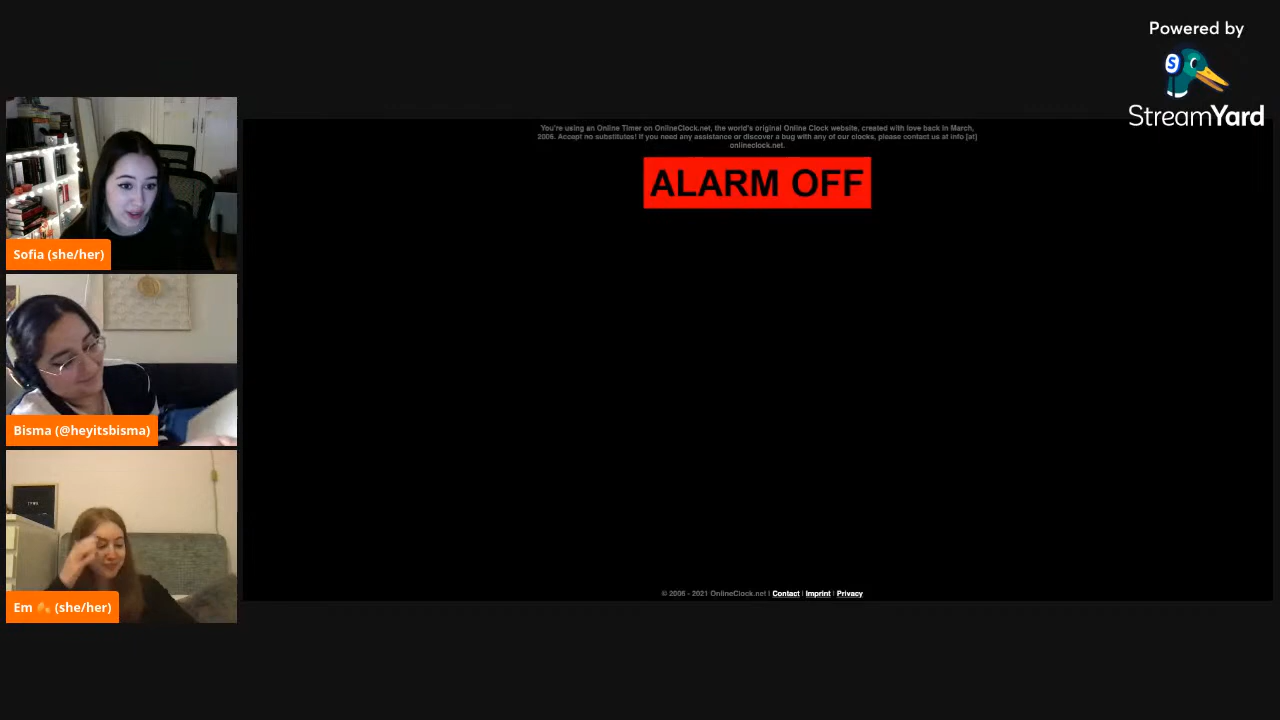 Powered by
S
StreamYard
You're using an Online Timer on OnlineClock.net, the world's original Online Clock website, created with love back in March,
2006. Accept no substitutes! If you need any assistance or discover a bug with any of our clocks, please contact us at info [at]
onlineclock.net.
ALARM OFF
Sofia (she/her)
Bisma (@heyitsbisma)
Em 🍂 (she/her)
© 2006 - 2021 OnlineClock.net | Contact | Imprint | Privacy